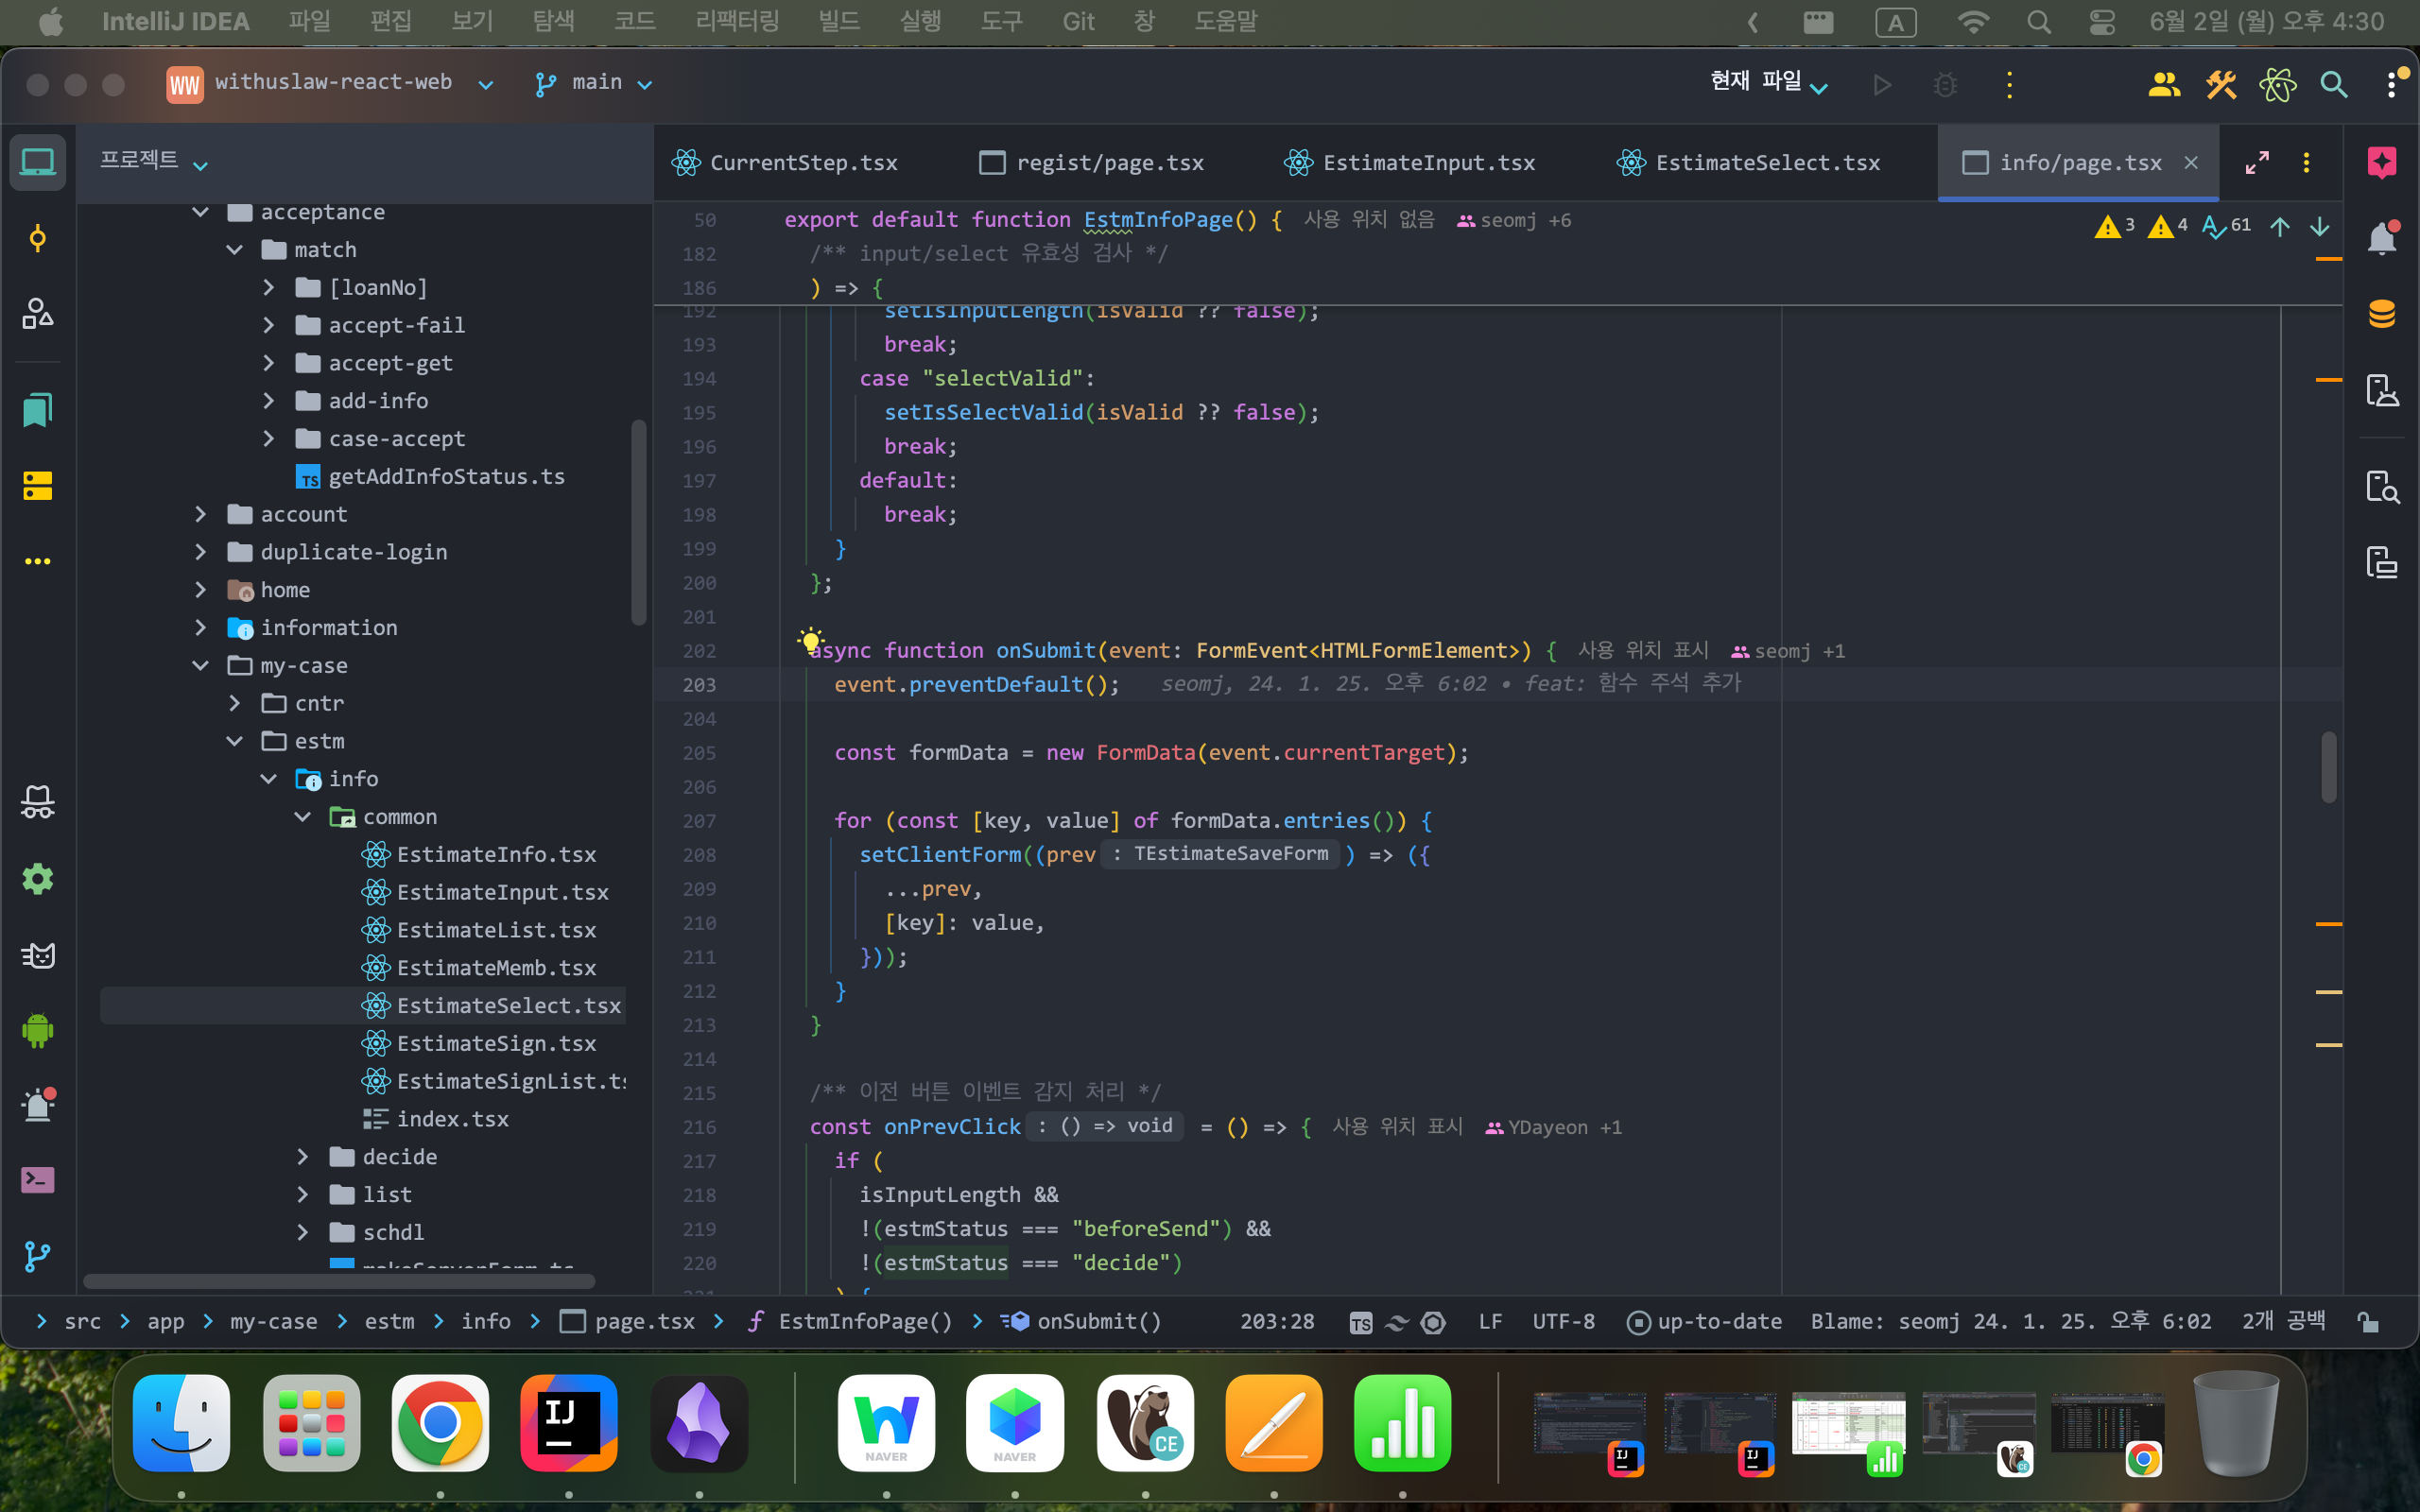 IntelliJ IDEA 파일 편집 보기 탐색 코드 리팩터링 빌드 실행 도구 Git 창 도움말 A 6월 2일 (월) 오후 4:30
WW withuslaw-react-web main 현재 파일
프로젝트
CurrentStep.tsx regist/page.tsx EstimateInput.tsx EstimateSelect.tsx info/page.tsx
acceptance
match
[loanNo]
accept-fail
accept-get
add-info
case-accept
TS getAddInfoStatus.ts
account
duplicate-login
home
information
my-case
cntr
estm
info
common
EstimateInfo.tsx
EstimateInput.tsx
EstimateList.tsx
EstimateMemb.tsx
EstimateSelect.tsx
EstimateSign.tsx
EstimateSignList.ts
index.tsx
decide
list
schdl
makeServerForm.ts
3 4 61
50 export default function EstmInfoPage() { 사용 위치 없음 seomj +6
182 /** input/select 유효성 검사 */
186 ) => {
192 setIsInputLength(isValid ?? false);
193 break;
194 case "selectValid":
195 setIsSelectValid(isValid ?? false);
196 break;
197 default:
198 break;
199 }
200 };
201
202 async function onSubmit(event: FormEvent<HTMLFormElement>) { 사용 위치 표시 seomj +1
203 event.preventDefault(); seomj, 24. 1. 25. 오후 6:02 • feat: 함수 주석 추가
204
205 const formData = new FormData(event.currentTarget);
206
207 for (const [key, value] of formData.entries()) {
208 setClientForm((prev : TEstimateSaveForm ) => ({
209 ...prev,
210 [key]: value,
211 }));
212 }
213 }
214
215 /** 이전 버튼 이벤트 감지 처리 */
216 const onPrevClick : () => void = () => { 사용 위치 표시 YDayeon +1
217 if (
218 isInputLength &&
219 !(estmStatus === "beforeSend") &&
220 !(estmStatus === "decide")
221 ) {
src app my-case estm info page.tsx EstmInfoPage() onSubmit() 203:28 TS LF UTF-8 up-to-date Blame: seomj 24. 1. 25. 오후 6:02 2개 공백
IJ NAVER NAVER CE IJ IJ CE